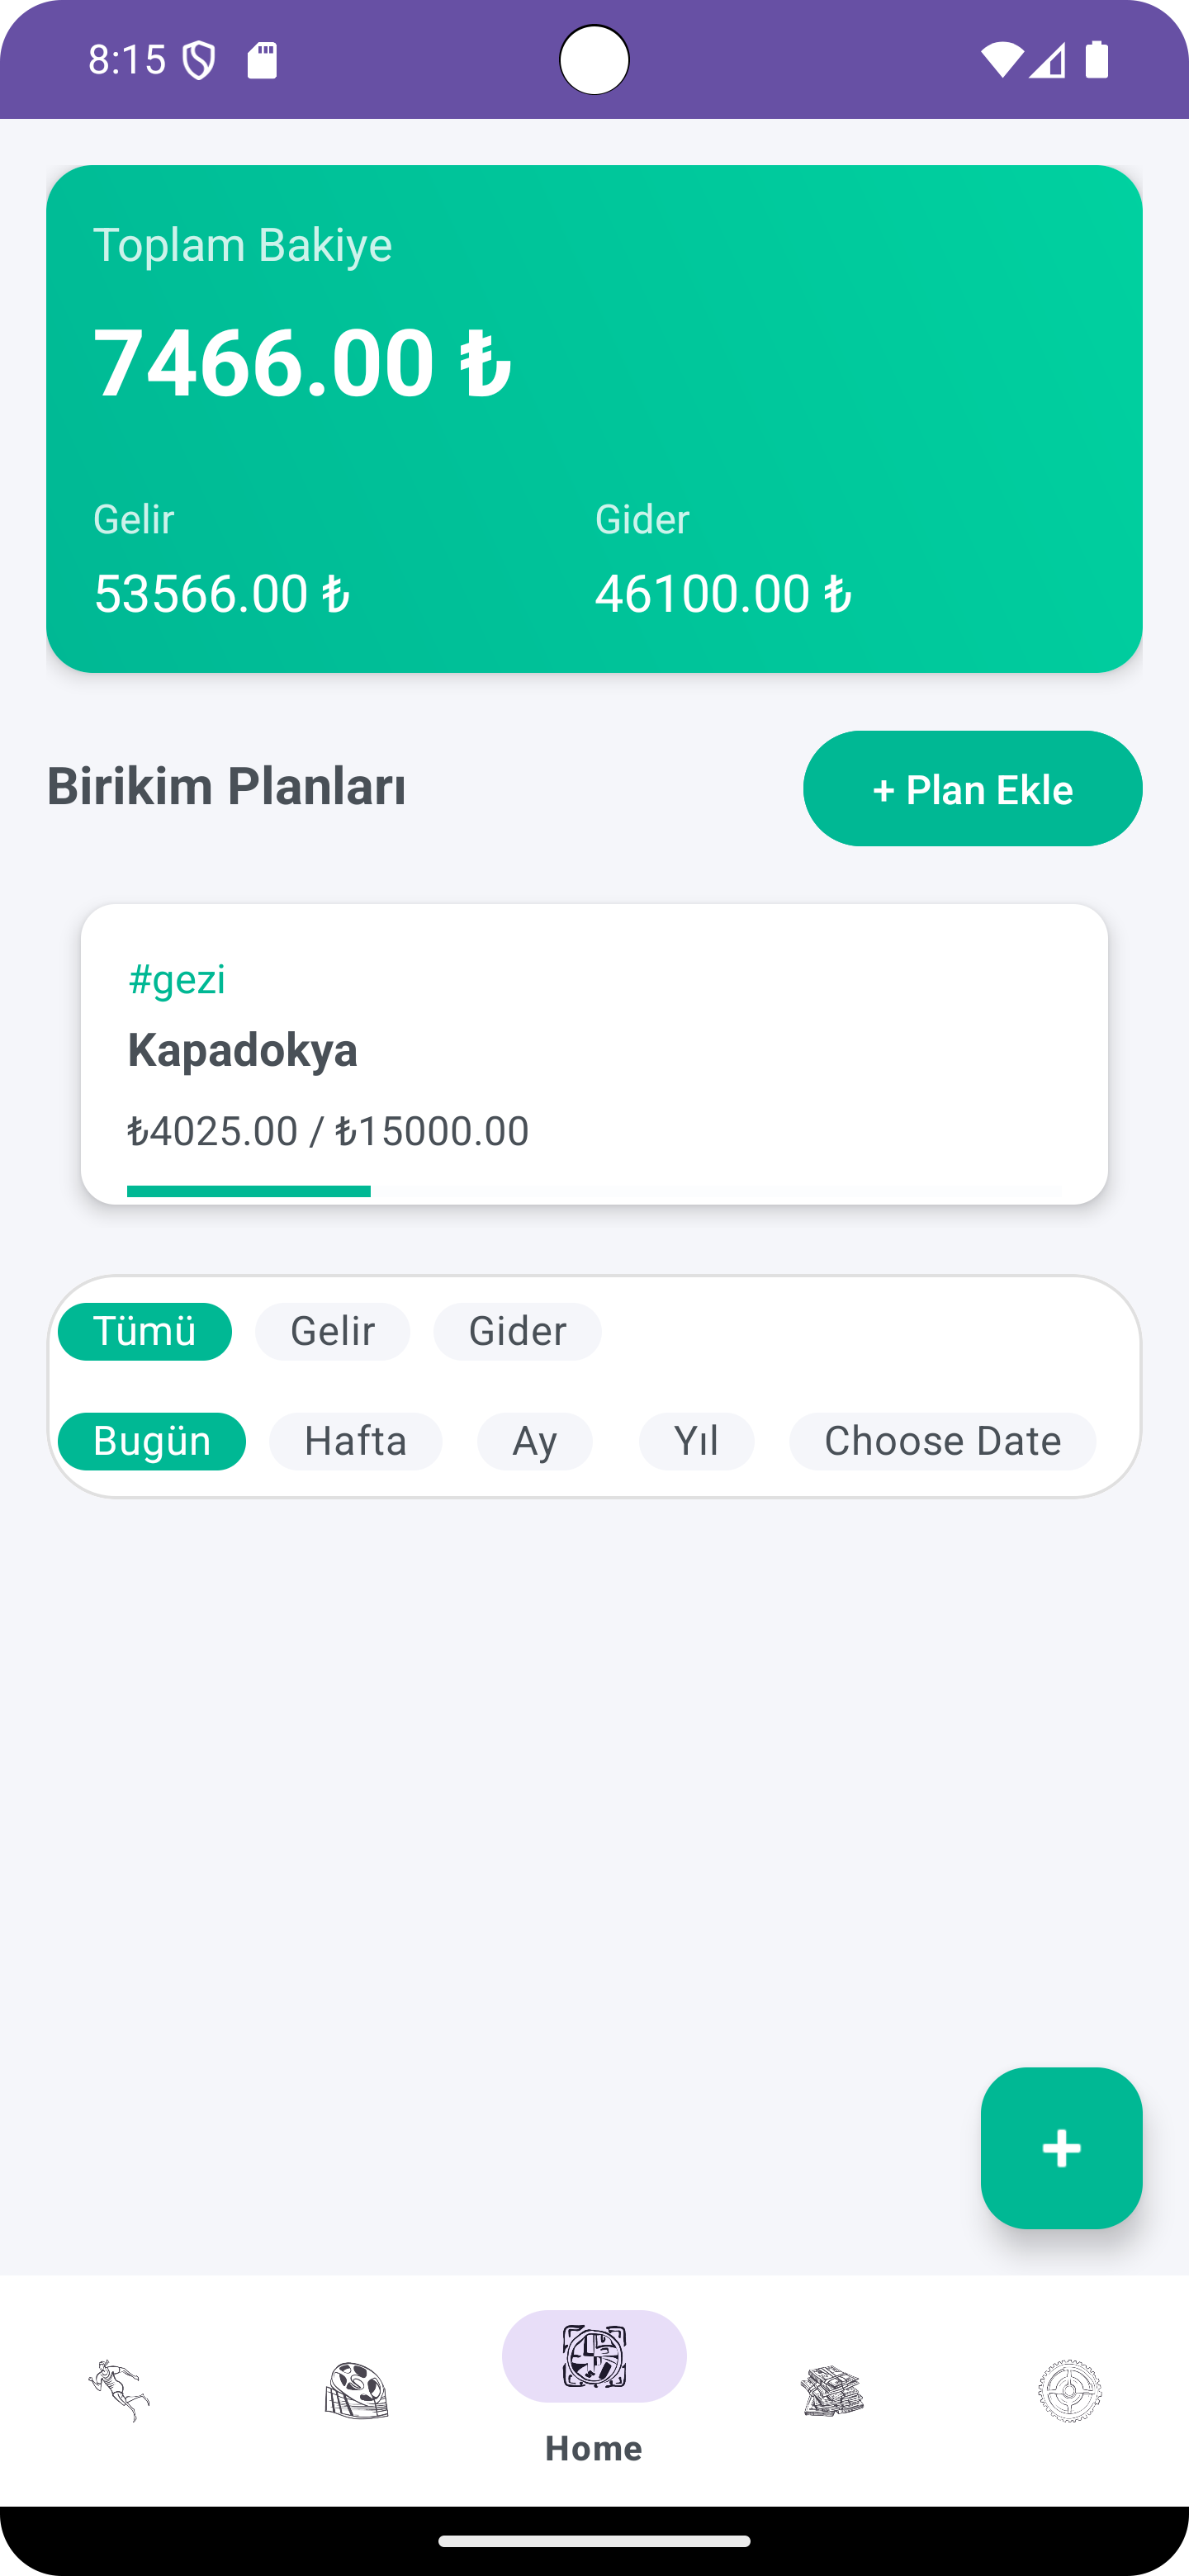 8:15
Toplam Bakiye
7466.00 ₺
Gelir Gider
53566.00 ₺ 46100.00 ₺
Birikim Planları + Plan Ekle
#gezi
Kapadokya
₺4025.00 / ₺15000.00
Tümü Gelir Gider
Bugün Hafta Ay Yıl Choose Date
+
Home